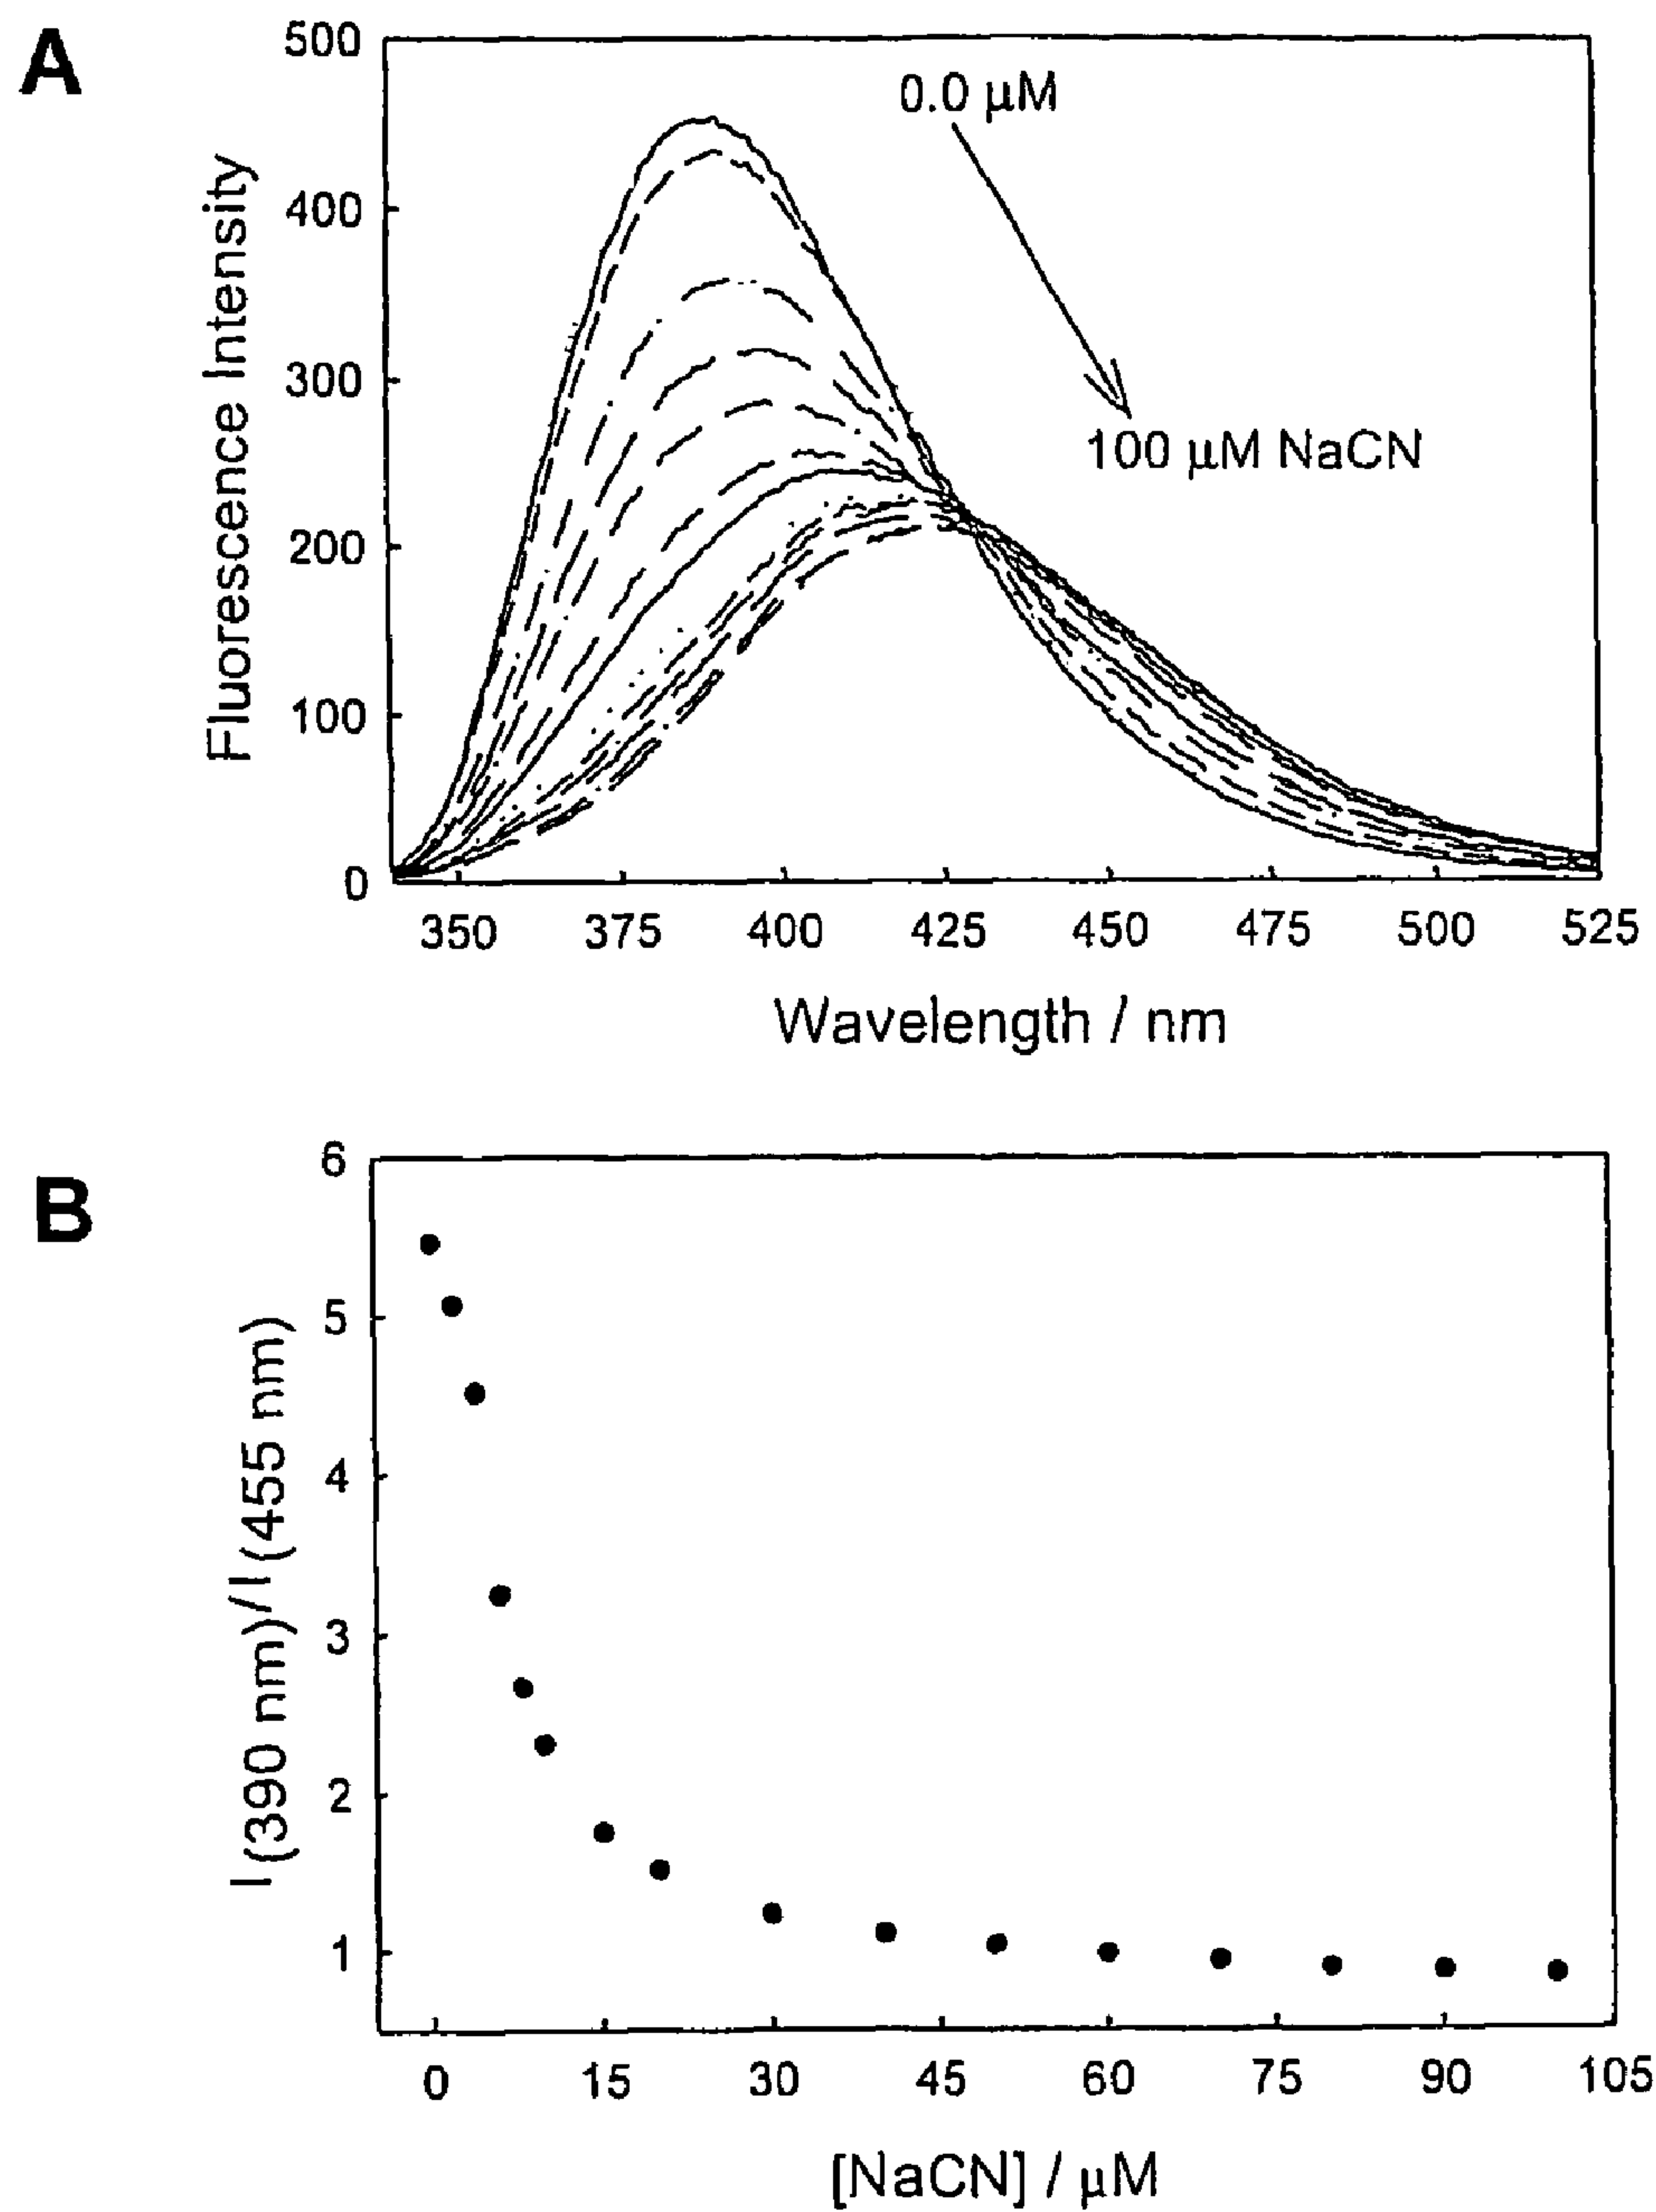 A
500
0.0 μM
400
300
100 μM NaCN
200
100
0
Fluorescence Intensity
350 375 400 425 450 475 500 525
Wavelength / nm
B
6
5
4
3
2
1
I (390 nm)/I (455 nm)
0 15 30 45 60 75 90 105
[NaCN] / μM